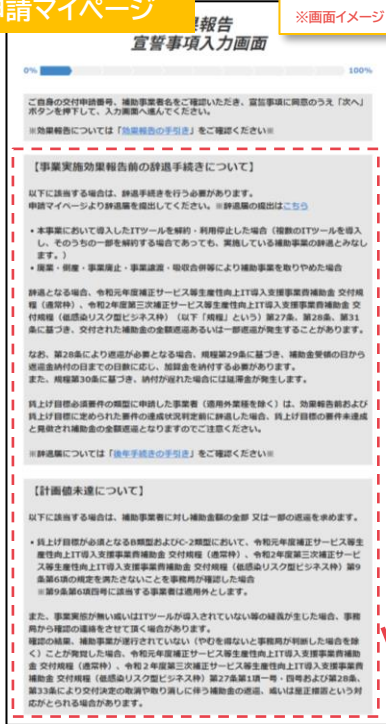 申請マイページ
※画面イメージ
果報告
宣誓事項入力画面
0%
100%
ご自身の交付申請番号、補助事業者名をご確認いただき、宣誓事項に同意のうえ「次へ」
ボタンを押下して、入力画面へ進んでください。
※効果報告については「効果報告の手引き」をご確認ください※
【事業実施効果報告前の辞退手続きについて】
以下に該当する場合は、辞退手続きを行う必要があります。
申請マイページより辞退届を提出してください。※辞退届の提出はこちら
・本事業において導入したITツールを解約・利用停止した場合（複数のITツールを導入
し、そのうちの一部を解約する場合であっても、実施している補助事業の辞退とみなし
ます。）
・廃業・倒産・事業廃止・事業譲渡・吸収合併等により補助事業を取りやめた場合
辞退となる場合、令和元年度補正サービス等生産性向上IT導入支援事業費補助金 交付規
程（通常枠）、令和2年度第三次補正サービス等生産性向上IT導入支援事業費補助金 交
付規程（低感染リスク型ビジネス枠）（以下「規程」という）第27条、第28条、第31
条に基づき、交付された補助金の全額返還あるいは一部返還が発生することがあります。
なお、第28条により返還が必要となる場合、規程第29条に基づき、補助金受領の日から
返還金納付の日までの日数に応じ、加算金を納付する必要があります。
また、規程第30条に基づき、納付が遅れた場合には延滞金が発生します。
賃上げ目標必須要件の類型に申請した事業者（適用外業種を除く）は、効果報告前および
賃上げ目標に定められた要件の達成状況判定前に辞退した場合、賃上げ目標の要件未達成
と見做され補助金の全額返還となりますのでご注意ください。
※辞退届については「後年手続きの手引き」をご確認ください※
【計画値未達について】
以下に該当する場合は、補助事業者に対し補助金額の全部 又は一部の返還を求めます。
・賃上げ目標が必須となるB類型およびC-2類型において、令和元年度補正サービス等生
産性向上IT導入支援事業費補助金 交付規程（通常枠）、令和2年度第三次補正サービ
ス等生産性向上IT導入支援事業費補助金 交付規程（低感染リスク型ビジネス枠）第9
条第6項の規定を満たさないことを事務局が確認した場合
※第9条第6項四号に該当する事業者は適用外とします。
また、事業実態が無い或いはITツールが導入されていない等の疑義が生じた場合、事務
局から確認の連絡をさせて頂く場合があります。
確認の結果、補助事業が遂行されていない（やむを得ないと事務局が判断した場合を除
く）ことが発覚した場合、令和元年度補正サービス等生産性向上IT導入支援事業費補助
金 交付規程（通常枠）、令和２年度第三次補正サービス等生産性向上IT導入支援事業費
補助金 交付規程（低感染リスク型ビジネス枠）第27条第1項一号・四号および第28条、
第33条により交付決定の取消や取り消しに伴う補助金の返還、或いは是正措置という対
応がとられる場合があります。